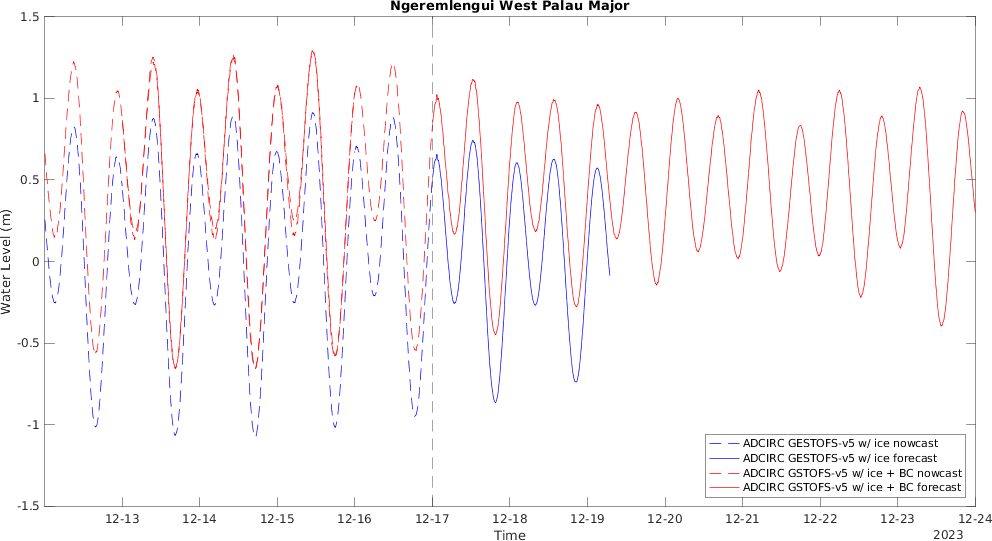 Ngeremlengui West Palau Major
1.5
1
0.5
0
-0.5
-1
-1.5
Water Level (m)
ADCIRC GESTOFS-v5 w/ ice nowcast
ADCIRC GESTOFS-v5 w/ ice forecast
ADCIRC GSTOFS-v5 w/ ice + BC nowcast
ADCIRC GSTOFS-v5 w/ ice + BC forecast
12-13 12-14 12-15 12-16 12-17 12-18 12-19 12-20 12-21 12-22 12-23 12-24
Time
2023